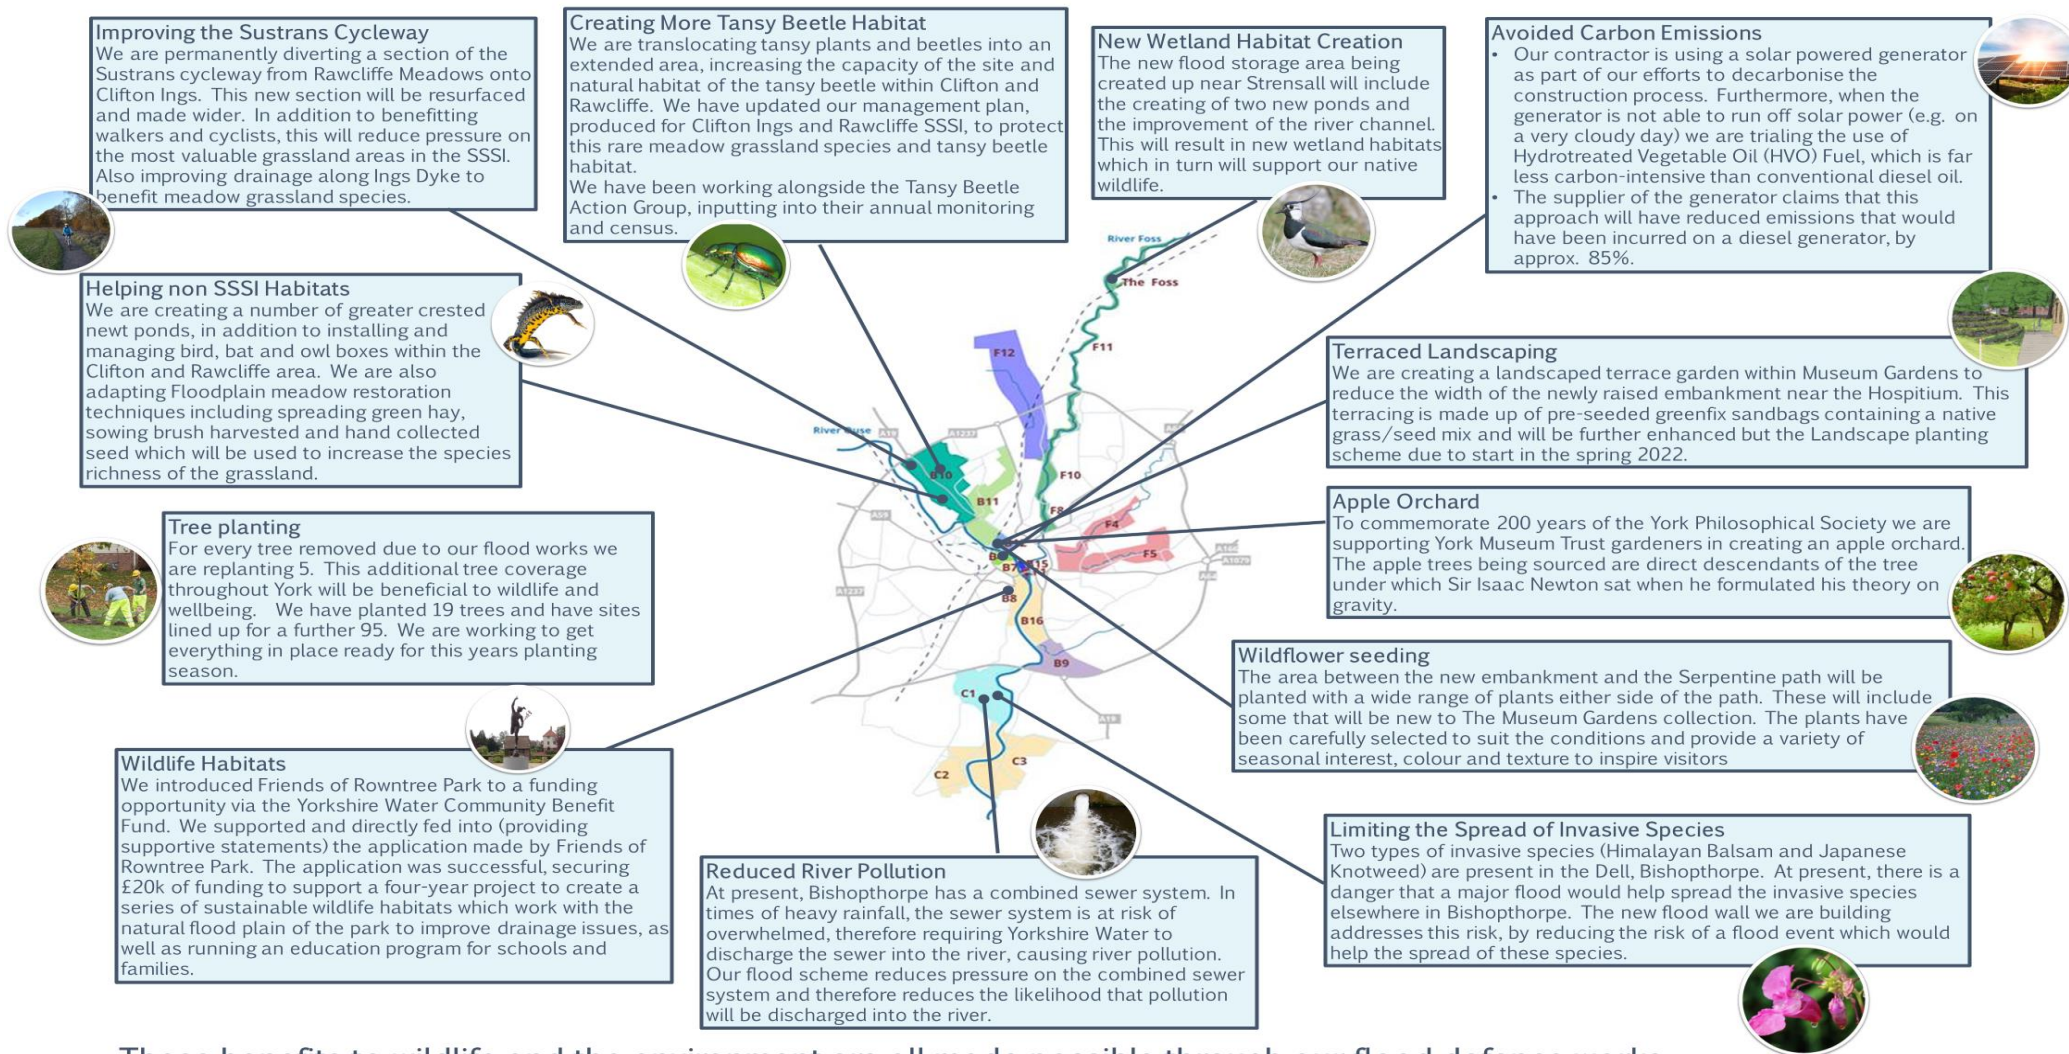 Improving the Sustrans Cycleway
We are permanently diverting a section of the
Sustrans cycleway from Rawcliffe Meadows onto
Clifton Ings. This new section will be resurfaced
and made wider. In addition to benefitting
walkers and cyclists, this will reduce pressure on
the most valuable grassland areas in the SSSI.
Also improving drainage along Ings Dyke to
benefit meadow grassland species.
Creating More Tansy Beetle Habitat
We are translocating tansy plants and beetles into an
extended area, increasing the capacity of the site and
natural habitat of the tansy beetle within Clifton and
Rawcliffe. We have updated our management plan,
produced for Clifton Ings and Rawcliffe SSSI, to protect
this rare meadow grassland species and tansy beetle
habitat.
We have been working alongside the Tansy Beetle
Action Group, inputting into their annual monitoring
and census.
New Wetland Habitat Creation
The new flood storage area being
created up near Strensall will include
the creating of two new ponds and
the improvement of the river channel.
This will result in new wetland habitats
which in turn will support our native
wildlife.
Avoided Carbon Emissions
• Our contractor is using a solar powered generator
as part of our efforts to decarbonise the
construction process. Furthermore, when the
generator is not able to run off solar power (e.g. on
a very cloudy day) we are trialing the use of
Hydrotreated Vegetable Oil (HVO) Fuel, which is far
less carbon-intensive than conventional diesel oil.
• The supplier of the generator claims that this
approach will have reduced emissions that would
have been incurred on a diesel generator, by
approx. 85%.
Helping non SSSI Habitats
We are creating a number of greater crested
newt ponds, in addition to installing and
managing bird, bat and owl boxes within the
Clifton and Rawcliffe area. We are also
adapting Floodplain meadow restoration
techniques including spreading green hay,
sowing brush harvested and hand collected
seed which will be used to increase the species
richness of the grassland.
Terraced Landscaping
We are creating a landscaped terrace garden within Museum Gardens to
reduce the width of the newly raised embankment near the Hospitium. This
terracing is made up of pre-seeded greenfix sandbags containing a native
grass/seed mix and will be further enhanced but the Landscape planting
scheme due to start in the spring 2022.
Tree planting
For every tree removed due to our flood works we
are replanting 5. This additional tree coverage
throughout York will be beneficial to wildlife and
wellbeing. We have planted 19 trees and have sites
lined up for a further 95. We are working to get
everything in place ready for this years planting
season.
Apple Orchard
To commemorate 200 years of the York Philosophical Society we are
supporting York Museum Trust gardeners in creating an apple orchard.
The apple trees being sourced are direct descendants of the tree
under which Sir Isaac Newton sat when he formulated his theory on
gravity.
Wildflower seeding
The area between the new embankment and the Serpentine path will be
planted with a wide range of plants either side of the path. These will include
some that will be new to The Museum Gardens collection. The plants have
been carefully selected to suit the conditions and provide a variety of
seasonal interest, colour and texture to inspire visitors
Wildlife Habitats
We introduced Friends of Rowntree Park to a funding
opportunity via the Yorkshire Water Community Benefit
Fund. We supported and directly fed into (providing
supportive statements) the application made by Friends of
Rowntree Park. The application was successful, securing
£20k of funding to support a four-year project to create a
series of sustainable wildlife habitats which work with the
natural flood plain of the park to improve drainage issues, as
well as running an education program for schools and
families.
Reduced River Pollution
At present, Bishopthorpe has a combined sewer system. In
times of heavy rainfall, the sewer system is at risk of
overwhelmed, therefore requiring Yorkshire Water to
discharge the sewer into the river, causing river pollution.
Our flood scheme reduces pressure on the combined sewer
system and therefore reduces the likelihood that pollution
will be discharged into the river.
Limiting the Spread of Invasive Species
Two types of invasive species (Himalayan Balsam and Japanese
Knotweed) are present in the Dell, Bishopthorpe. At present, there is a
danger that a major flood would help spread the invasive species
elsewhere in Bishopthorpe. The new flood wall we are building
addresses this risk, by reducing the risk of a flood event which would
help the spread of these species.
River Foss
The Foss
F12
F11
River Ouse
A19
A1237
B10
B11
F10
F8
F4
F5
A59
A1079
A64
A1237
B7
B15
B8
B16
B9
C1
A19
C3
C2
These benefits to wildlife and the environment are all made possible through our flood defence works